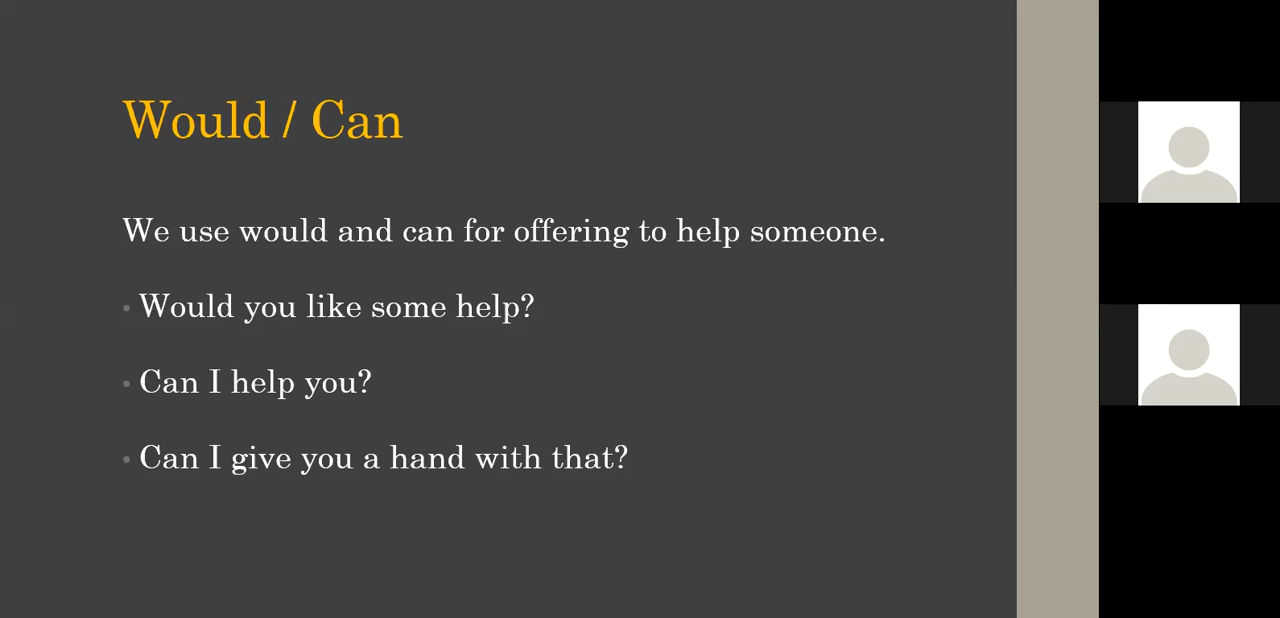 Would / Can
We use would and can for offering to help someone.
• Would you like some help?
• Can I help you?
• Can I give you a hand with that?